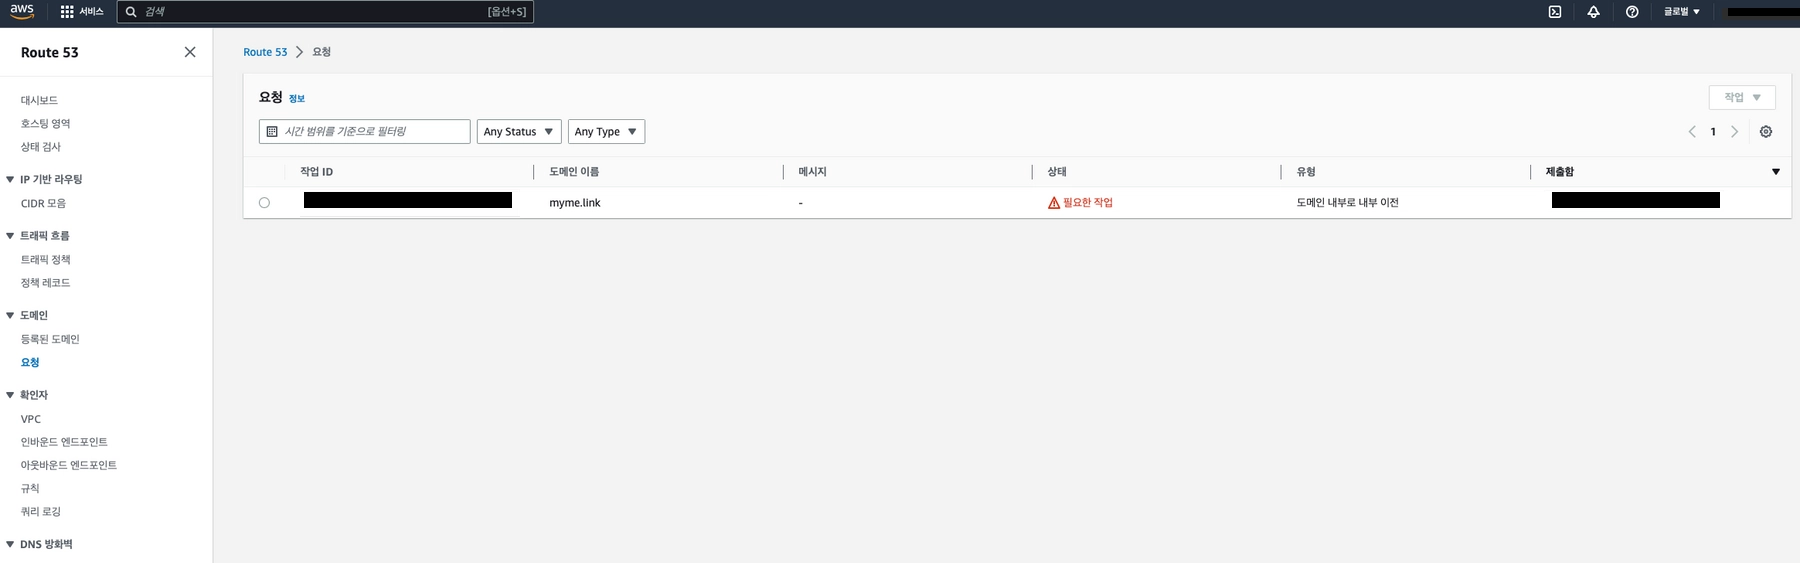 aws 서비스 검색 [옵션+S] 글로벌
Route 53
대시보드
호스팅 영역
상태 검사
IP 기반 라우팅
CIDR 모음
트래픽 흐름
트래픽 정책
정책 레코드
도메인
등록된 도메인
요청
확인자
VPC
인바운드 엔드포인트
아웃바운드 엔드포인트
규칙
쿼리 로깅
DNS 방화벽
Route 53 요청
요청 정보 작업
시간 범위를 기준으로 필터링 Any Status Any Type 1
작업 ID 도메인 이름 메시지 상태 유형 제출함
myme.link - 필요한 작업 도메인 내부로 내부 이전